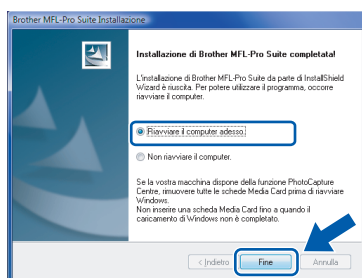 Brother MFL-Pro Suite Installazione
Installazione di Brother MFL-Pro Suite completata!
L'installazione di Brother MFL-Pro Suite da parte di InstallShield
Wizard è riuscita. Per potere utilizzare il programma, occorre
riavviare il computer.
Riavviare il computer adesso.
Non riavviare il computer.
Se la vostra macchina dispone della funzione PhotoCapture
Centre, rimuovere tutte le schede Media Card prima di riavviare
Windows.
Non inserire una scheda Media Card fino a quando il
caricamento di Windows non è completato.
< Indietro
Fine
Annulla